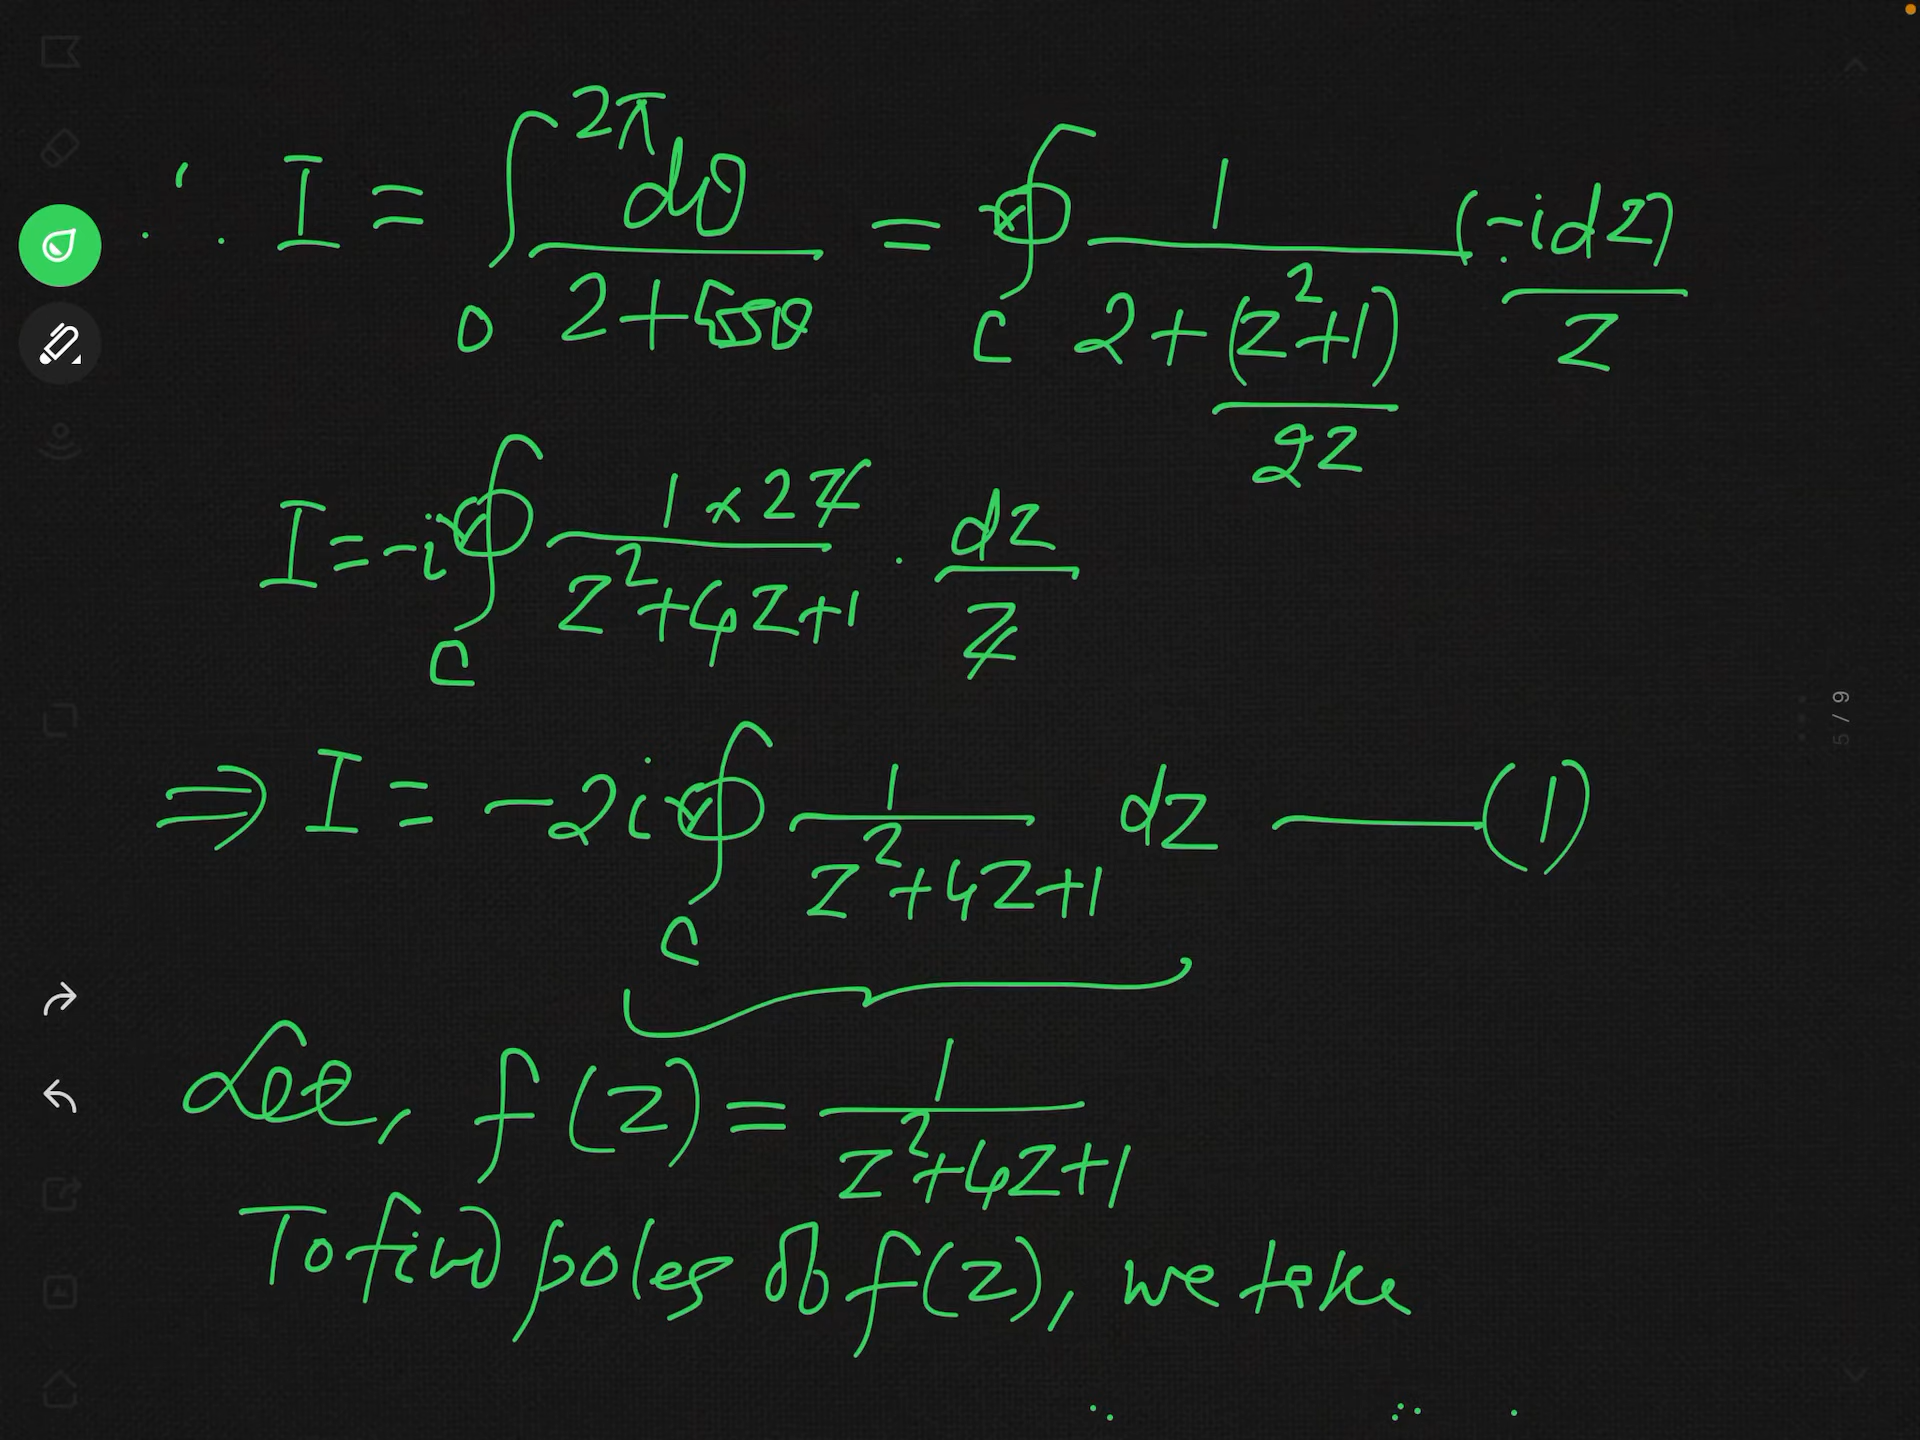 ∴ I = ∫₀^{2π} dθ / (2 + cosθ) = ∮_C 1 / (2 + (z²+1)/2z) · (-idz)/z
I = -i ∮_C (1 × 2z) / (z²+4z+1) · dz/z
⇒ I = -2i ∮_C 1/(z²+4z+1) dz —— (1)
Let, f(z) = 1/(z²+4z+1)
To find poles of f(z), we take
5 / 9